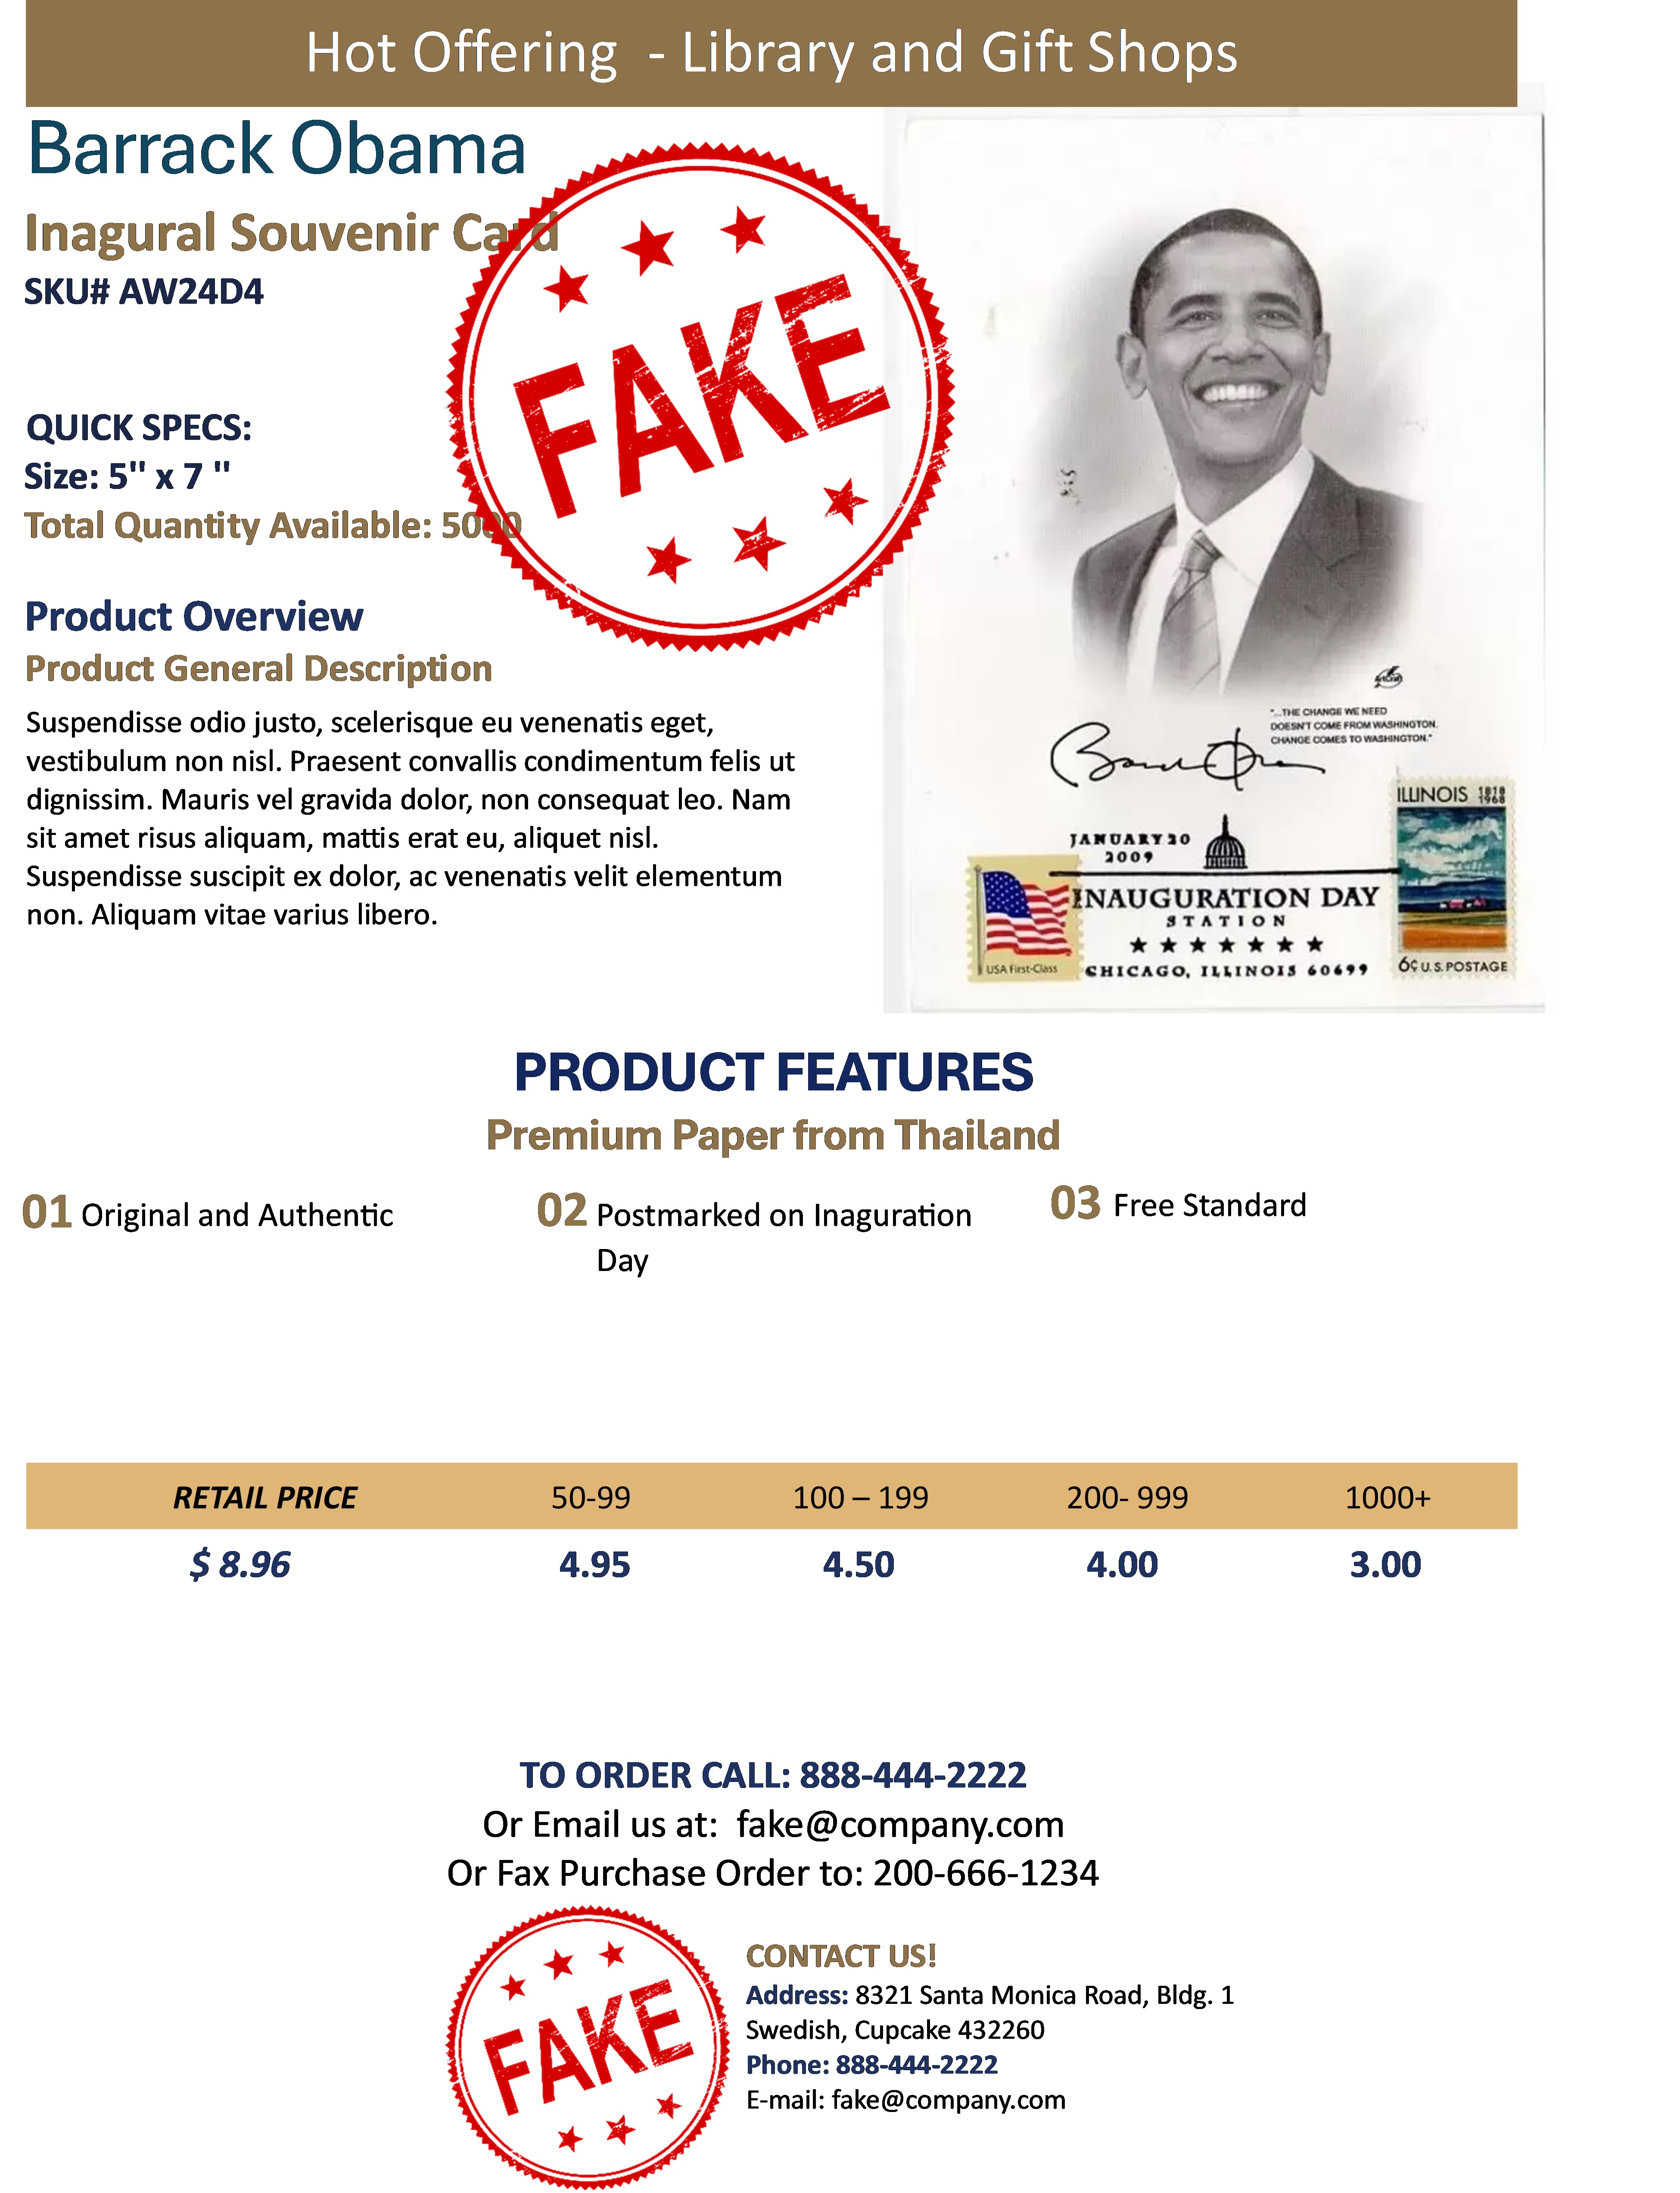 Hot Offering - Library and Gift Shops
Barrack Obama
Inagural Souvenir Card
SKU# AW24D4
FAKE
QUICK SPECS:
Size: 5" x 7 "
Total Quantity Available: 5000
Product Overview
Product General Description
Suspendisse odio justo, scelerisque eu venenatis eget,
vestibulum non nisl. Praesent convallis condimentum felis ut
dignissim. Mauris vel gravida dolor, non consequat leo. Nam
sit amet risus aliquam, mattis erat eu, aliquet nisl.
Suspendisse suscipit ex dolor, ac venenatis velit elementum
non. Aliquam vitae varius libero.
ArtCraft
"...THE CHANGE WE NEED
DOESN'T COME FROM WASHINGTON.
CHANGE COMES TO WASHINGTON."
ILLINOIS 1818
1968
JANUARY 20
2009
INAUGURATION DAY
STATION
USA First-Class
CHICAGO, ILLINOIS 60699
6¢ U.S. POSTAGE
PRODUCT FEATURES
Premium Paper from Thailand
01 Original and Authentic
02 Postmarked on Inaguration
Day
03 Free Standard
RETAIL PRICE 50-99 100 – 199 200- 999 1000+
$ 8.96 4.95 4.50 4.00 3.00
TO ORDER CALL: 888-444-2222
Or Email us at: fake@company.com
Or Fax Purchase Order to: 200-666-1234
FAKE
CONTACT US!
Address: 8321 Santa Monica Road, Bldg. 1
Swedish, Cupcake 432260
Phone: 888-444-2222
E-mail: fake@company.com